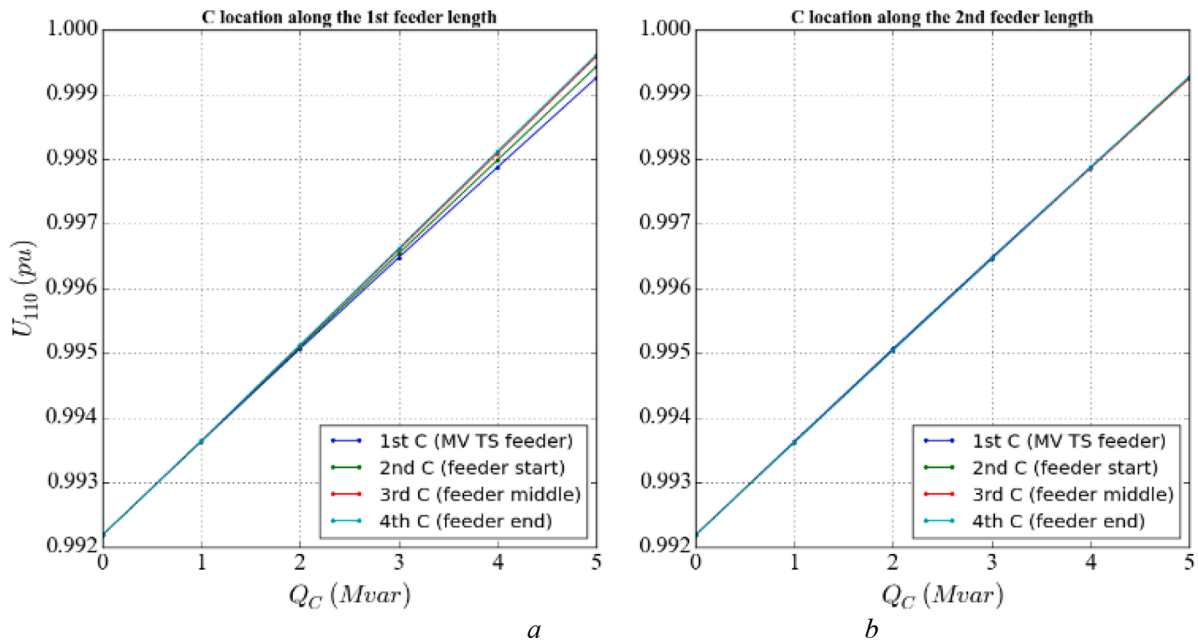 C location along the 1st feeder length
1.000
0.999
0.998
0.997
0.996
0.995
0.994
0.993
0.992
U_110 (pu)
1st C (MV TS feeder)
2nd C (feeder start)
3rd C (feeder middle)
4th C (feeder end)
0 1 2 3 4 5
Q_C (Mvar)
a
C location along the 2nd feeder length
1.000
0.999
0.998
0.997
0.996
0.995
0.994
0.993
0.992
1st C (MV TS feeder)
2nd C (feeder start)
3rd C (feeder middle)
4th C (feeder end)
0 1 2 3 4 5
Q_C (Mvar)
b